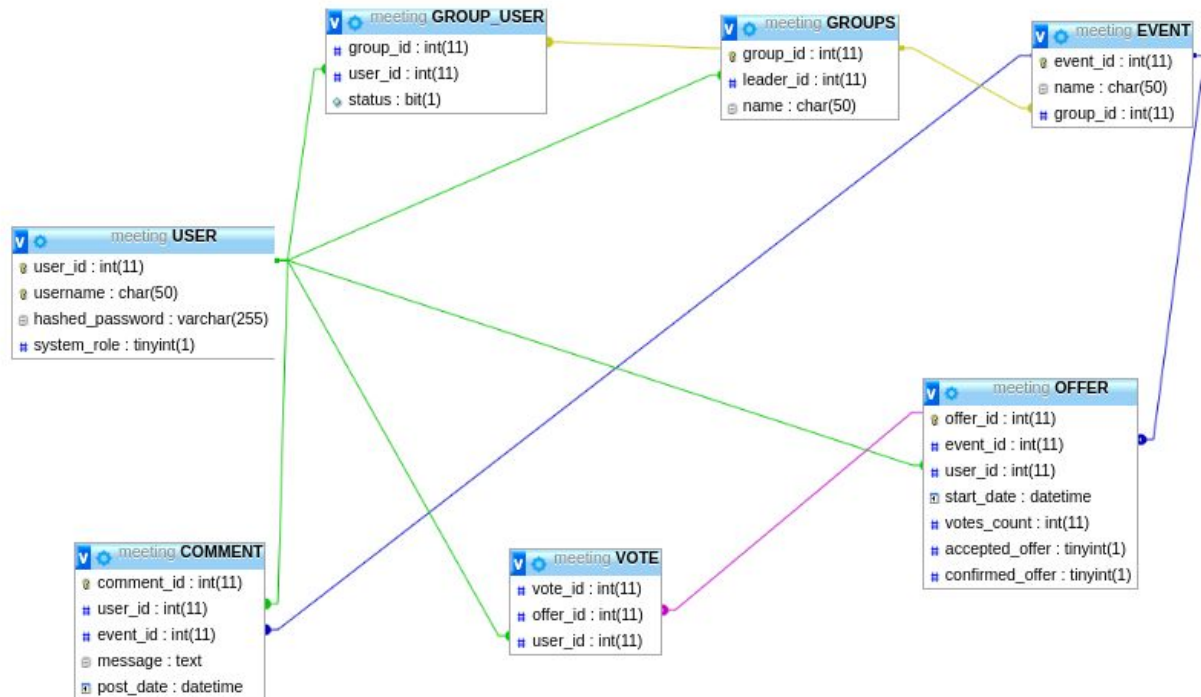 v meeting GROUP_USER
# group_id : int(11)
# user_id : int(11)
status : bit(1)
v meeting GROUPS
group_id : int(11)
# leader_id : int(11)
name : char(50)
v meeting EVENT
event_id : int(11)
name : char(50)
# group_id : int(11)
v meeting USER
user_id : int(11)
username : char(50)
hashed_password : varchar(255)
# system_role : tinyint(1)
v meeting OFFER
offer_id : int(11)
# event_id : int(11)
# user_id : int(11)
start_date : datetime
# votes_count : int(11)
# accepted_offer : tinyint(1)
# confirmed_offer : tinyint(1)
v meeting COMMENT
comment_id : int(11)
# user_id : int(11)
# event_id : int(11)
message : text
post_date : datetime
v meeting VOTE
# vote_id : int(11)
# offer_id : int(11)
# user_id : int(11)